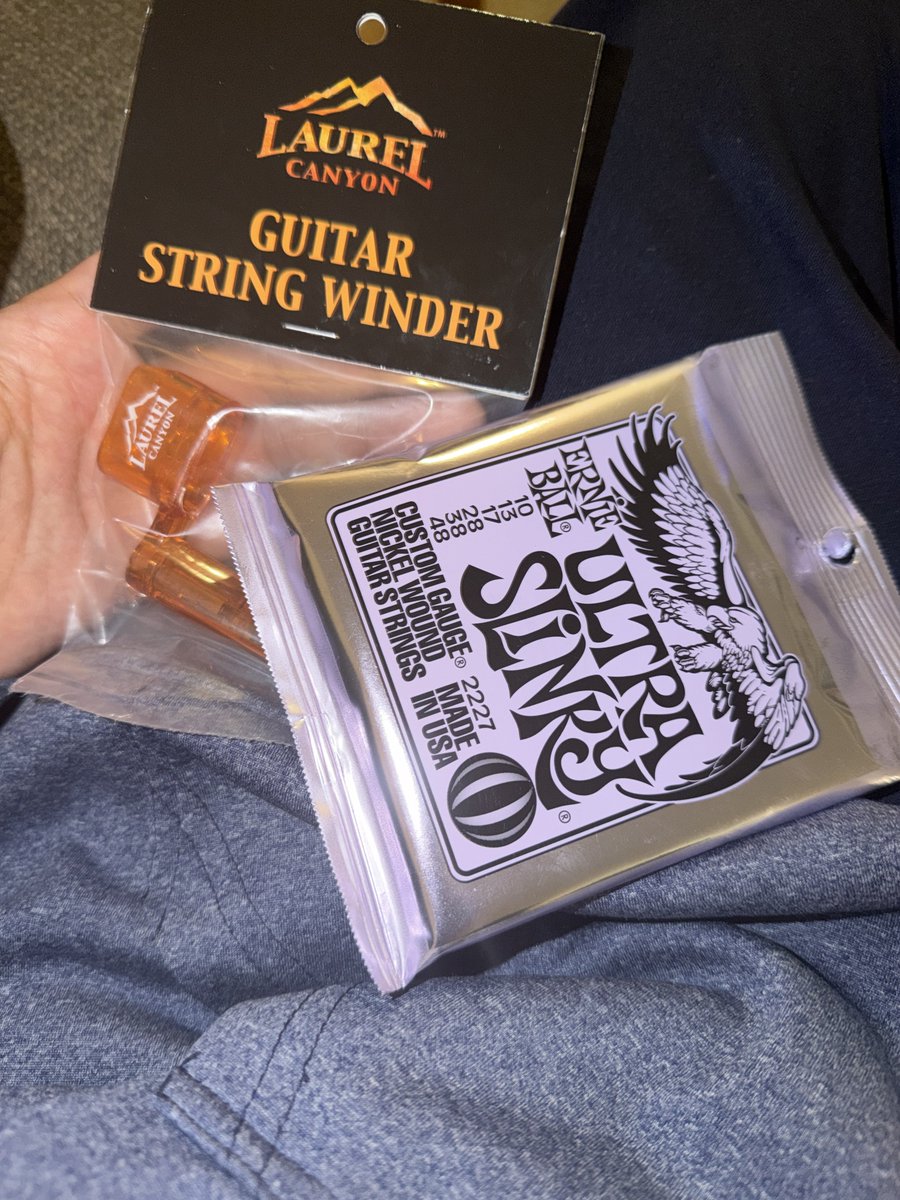 LAUREL™
CANYON
GUITAR
STRING WINDER
LAUREL
CANYON
ERNIE
BALL®
ULTRA
SLINKY®
10
13
17
28
38
48
CUSTOM GAUGE® 2227
NICKEL WOUND MADE
GUITAR STRINGS IN USA